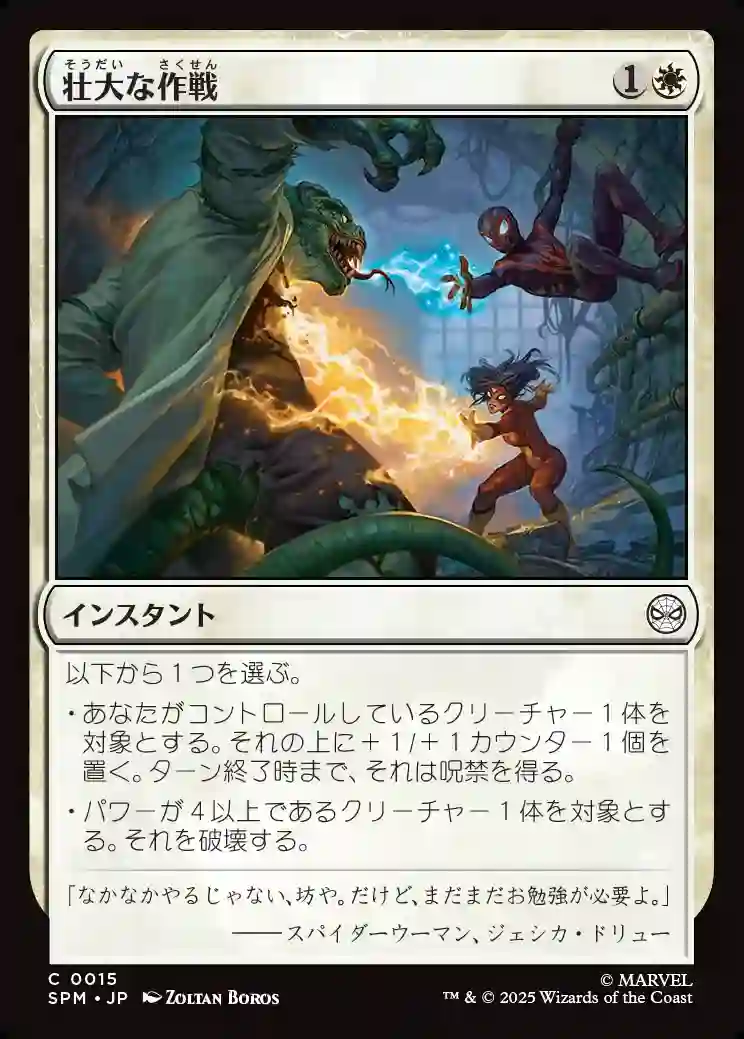 そうだい さくせん
壮大な作戦
1
インスタント
以下から1つを選ぶ。
・あなたがコントロールしているクリーチャー1体を
対象とする。それの上に+1/+1カウンター1個を
置く。ターン終了時まで、それは呪禁を得る。
・パワーが4以上であるクリーチャー1体を対象とす
る。それを破壊する。
「なかなかやるじゃない、坊や。だけど、まだまだお勉強が必要よ。」
――スパイダーウーマン、ジェシカ・ドリュー
C 0015
SPM・JP Zoltan Boros
© MARVEL
™ & © 2025 Wizards of the Coast